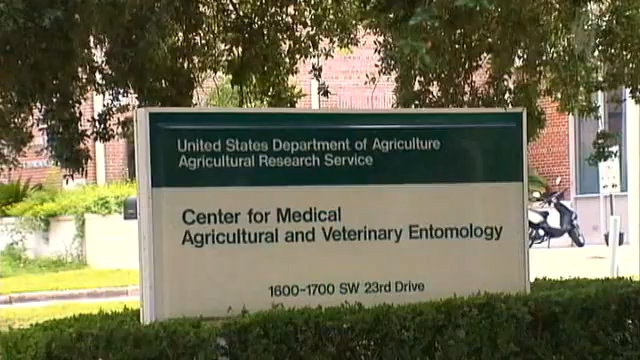 United States Department of Agriculture
Agricultural Research Service
Center for Medical
Agricultural and Veterinary Entomology
1600-1700 SW 23rd Drive